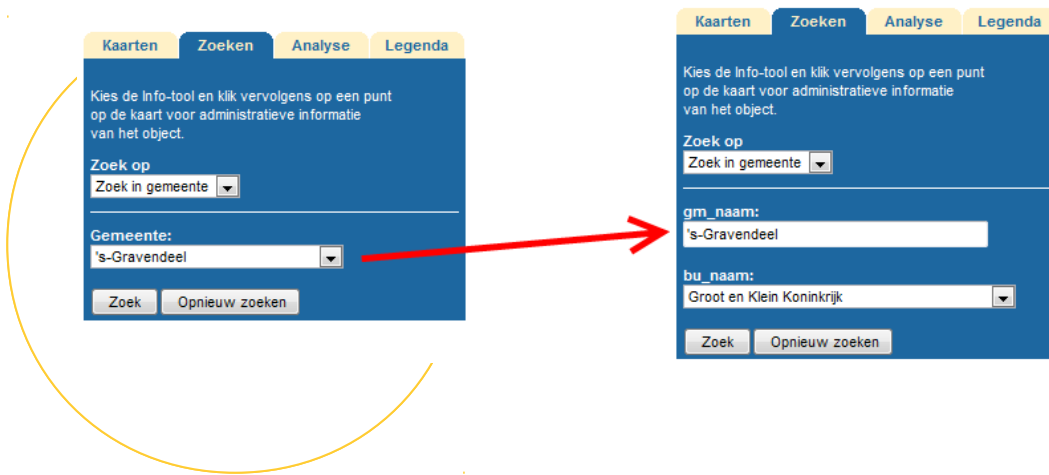 Kaarten Zoeken Analyse Legenda
Kies de Info-tool en klik vervolgens op een punt
op de kaart voor administratieve informatie
van het object.
Zoek op
Zoek in gemeente
Gemeente:
's-Gravendeel
Zoek Opnieuw zoeken
Kaarten Zoeken Analyse Legenda
Kies de Info-tool en klik vervolgens op een punt
op de kaart voor administratieve informatie
van het object.
Zoek op
Zoek in gemeente
gm_naam:
's-Gravendeel
bu_naam:
Groot en Klein Koninkrijk
Zoek Opnieuw zoeken